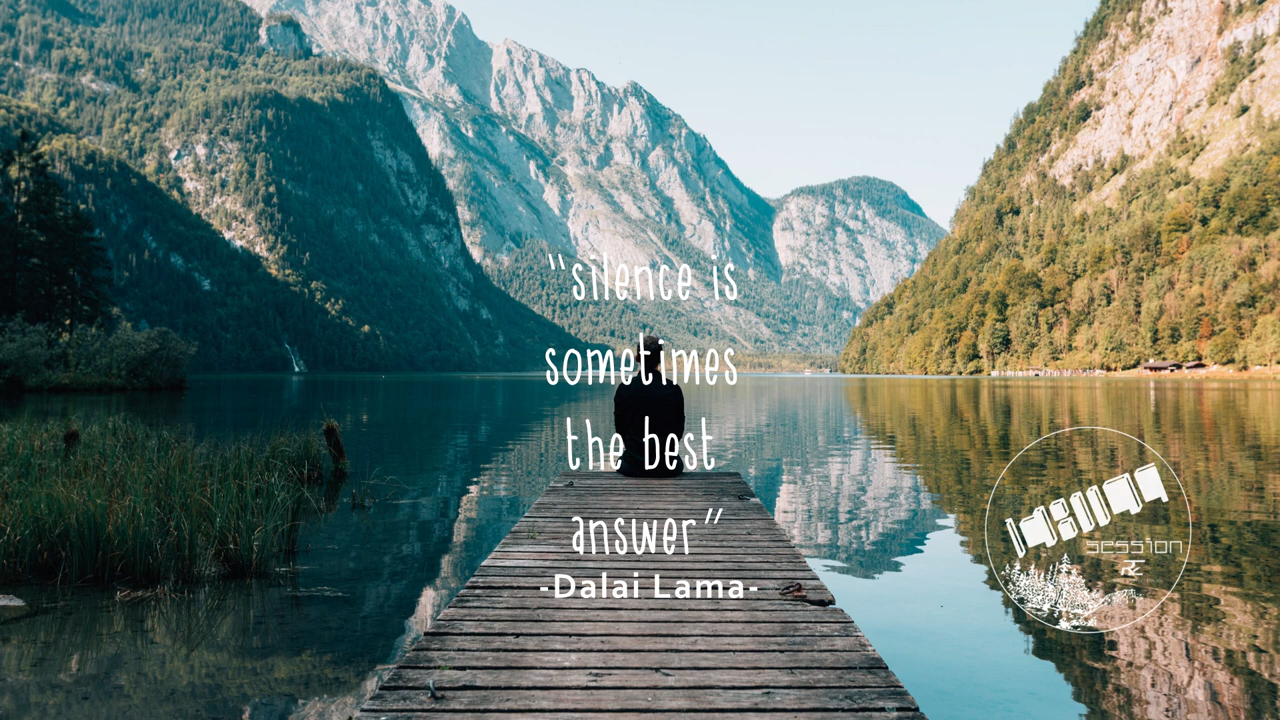 "silence is
sometimes
the best
answer"
-Dalai Lama-
session